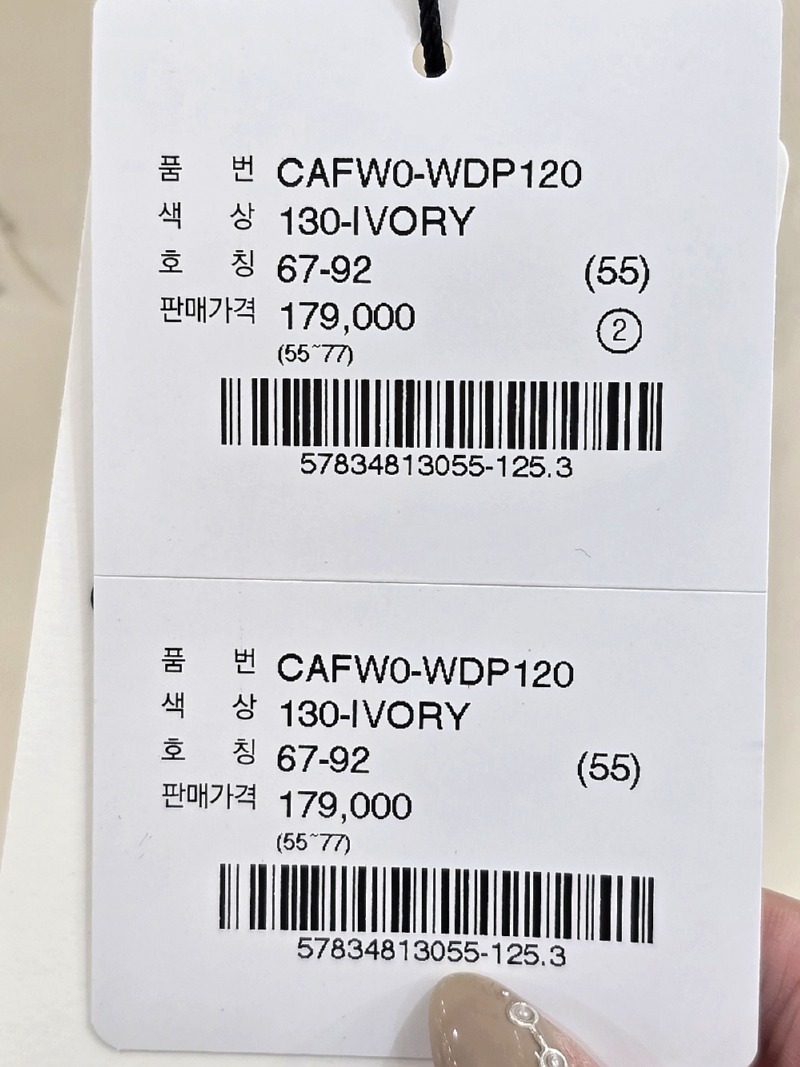 품 번 CAFW0-WDP120
색 상 130-IVORY
호 칭 67-92 (55)
판매가격 179,000 ②
(55~77)
57834813055-125.3
품 번 CAFW0-WDP120
색 상 130-IVORY
호 칭 67-92 (55)
판매가격 179,000
(55~77)
57834813055-125.3